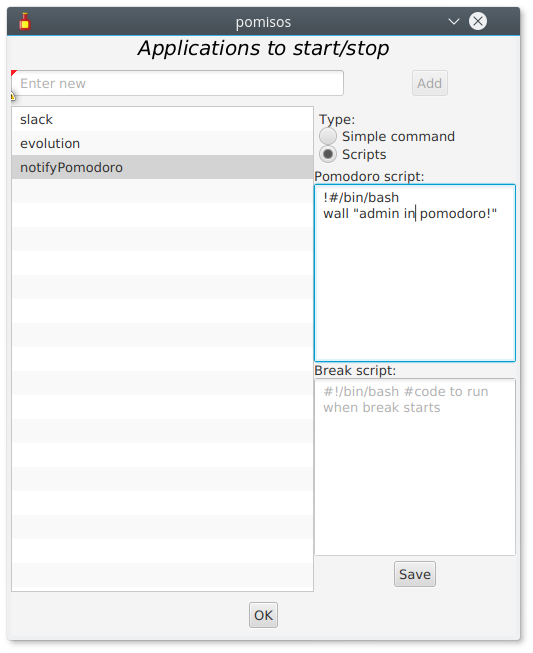 pomisos
Applications to start/stop
Enter new
Add
slack
evolution
notifyPomodoro
Type:
Simple command
Scripts
Pomodoro script:
!#/bin/bash
wall "admin in pomodoro!"
Break script:
#!/bin/bash #code to run
when break starts
Save
OK